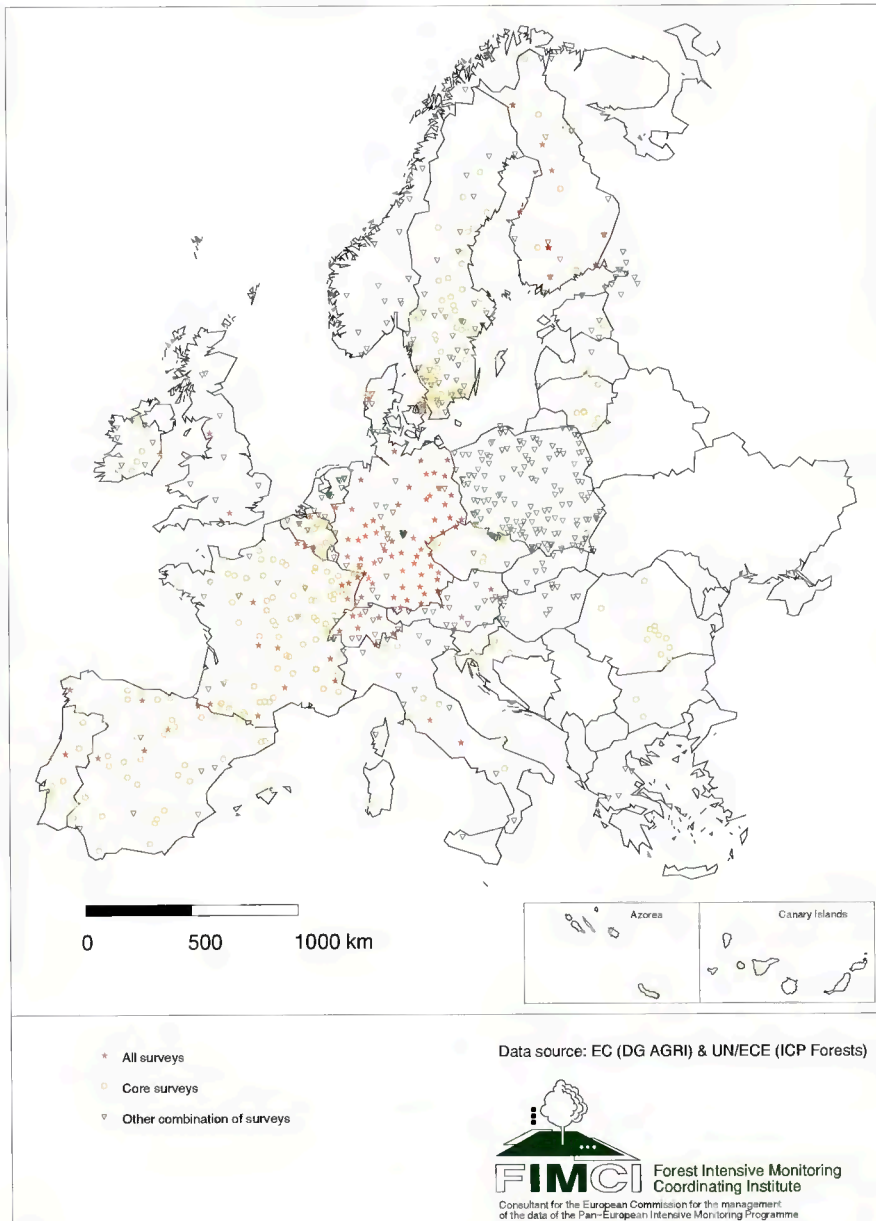 Azorea
Canary Islands
0 500 1000 km
All surveys
Core surveys
Other combination of surveys
Data source: EC (DG AGRI) & UN/ECE (ICP Forests)
FIMCI
Forest Intensive Monitoring
Coordinating Institute
Consultant for the European Commission for the management
of the data of the Pan-European Intensive Monitoring Programme